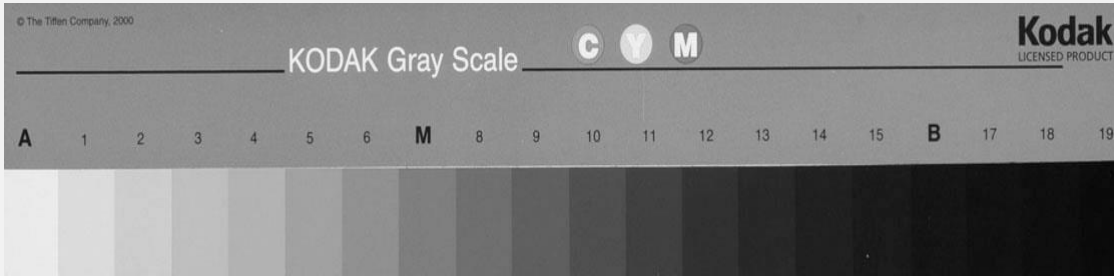 © The Tiffen Company, 2000
KODAK Gray Scale
C Y M
Kodak
LICENSED PRODUCT
A 1 2 3 4 5 6 M 8 9 10 11 12 13 14 15 B 17 18 19